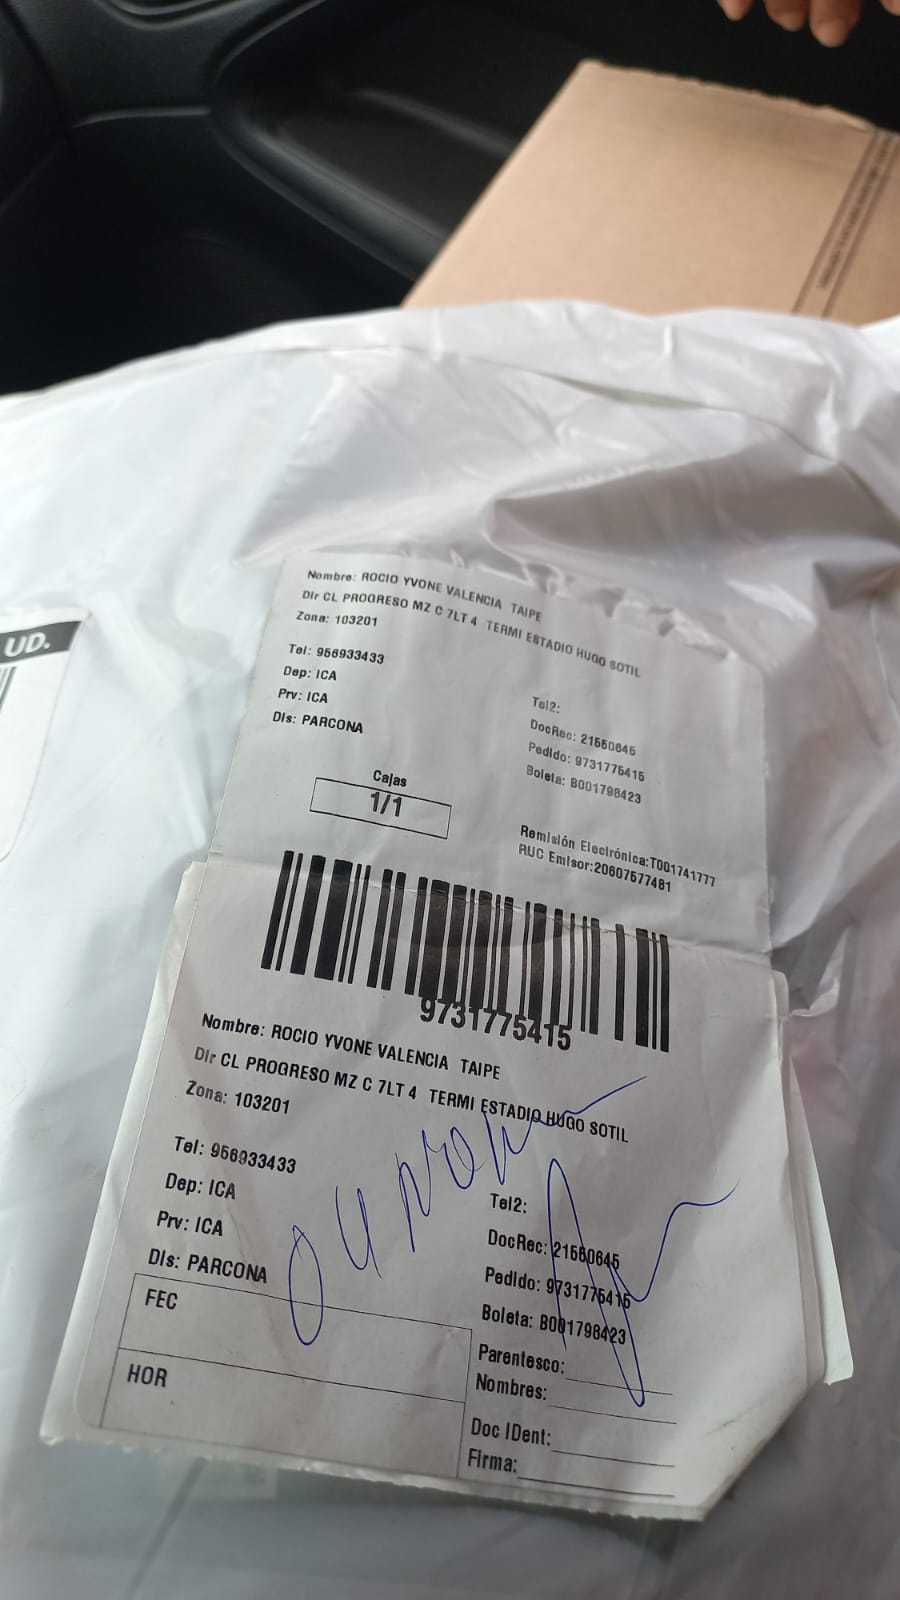 UD.
Nombre: ROCIO YVONE VALENCIA TAIPE
Dir CL PROGRESO MZ C 7LT 4 TERMI ESTADIO HUGO SOTIL
Zona: 103201
Tel: 956933433
Dep: ICA
Prv: ICA
Dis: PARCONA
Tel2:
DocRec: 21560645
Pedido: 9731775415
Boleta: B001798423
Cajas
1/1
Remisión Electrónica:T001741777
RUC Emisor:20607577481
9731775415
Nombre: ROCIO YVONE VALENCIA TAIPE
Dir CL PROGRESO MZ C 7LT 4 TERMI ESTADIO HUGO SOTIL
Zona: 103201
Tel: 956933433
Dep: ICA
Prv: ICA
Dis: PARCONA
Tel2:
DocRec: 21560645
Pedido: 9731775415
Boleta: B001798423
FEC
HOR
Parentesco:
Nombres:
Doc IDent:
Firma: